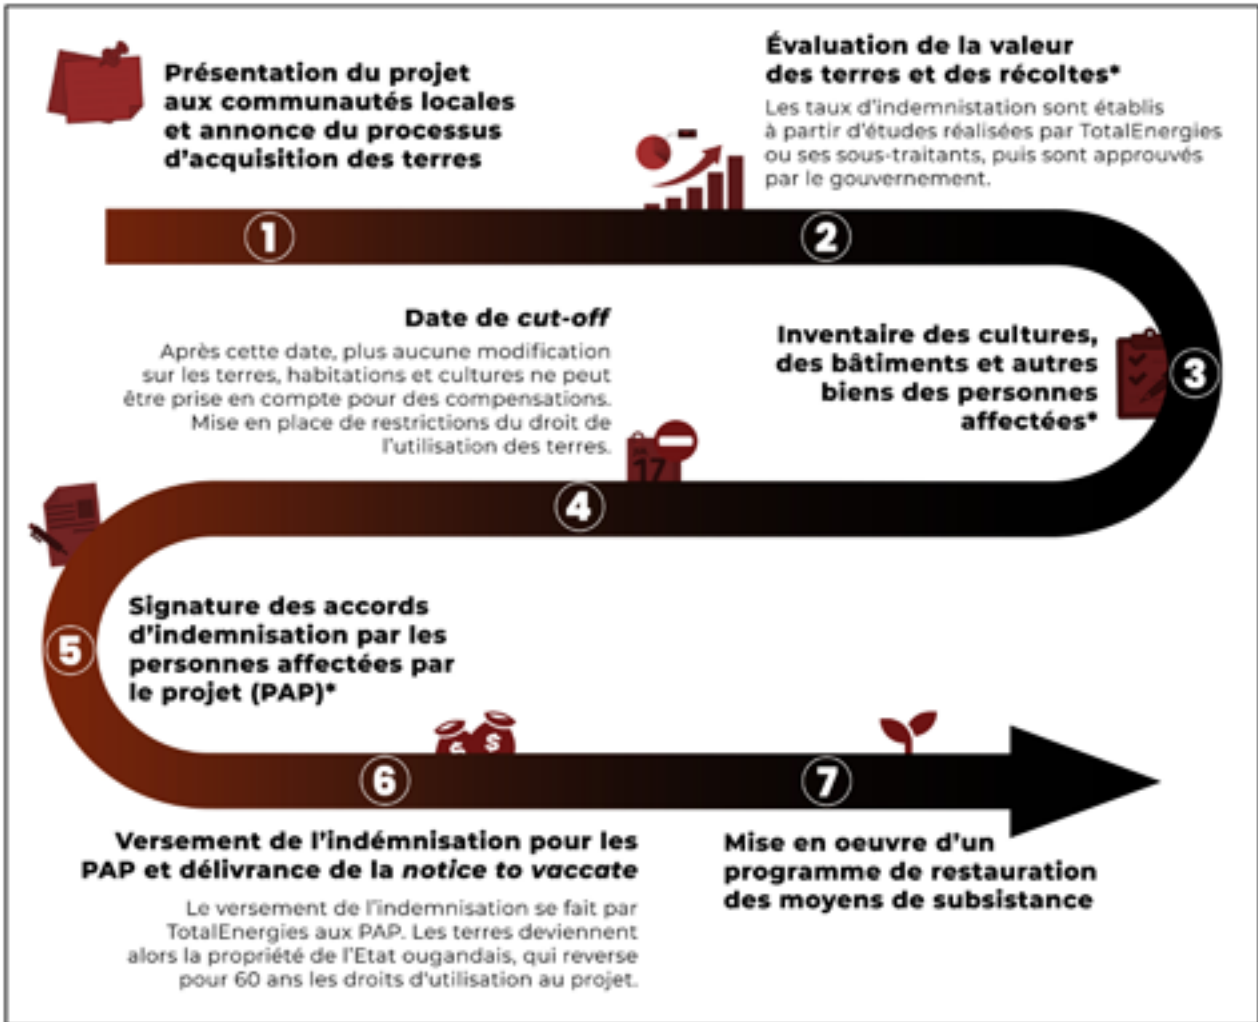 Présentation du projet
aux communautés locales
et annonce du processus
d'acquisition des terres
Évaluation de la valeur
des terres et des récoltes*
Les taux d'indemnistation sont établis
à partir d'études réalisées par TotalEnergies
ou ses sous-traitants, puis sont approuvés
par le gouvernement.
1
2
Inventaire des cultures,
des bâtiments et autres
biens des personnes
affectées*
3
Date de cut-off
Après cette date, plus aucune modification
sur les terres, habitations et cultures ne peut
être prise en compte pour des compensations.
Mise en place de restrictions du droit de
l'utilisation des terres.
17
4
5
Signature des accords
d'indemnisation par les
personnes affectées par
le projet (PAP)*
$ $
6
7
Versement de l'indémnisation pour les
PAP et délivrance de la notice to vaccate
Le versement de l'indemnisation se fait par
TotalEnergies aux PAP. Les terres deviennent
alors la propriété de l'Etat ougandais, qui reverse
pour 60 ans les droits d'utilisation au projet.
Mise en oeuvre d'un
programme de restauration
des moyens de subsistance